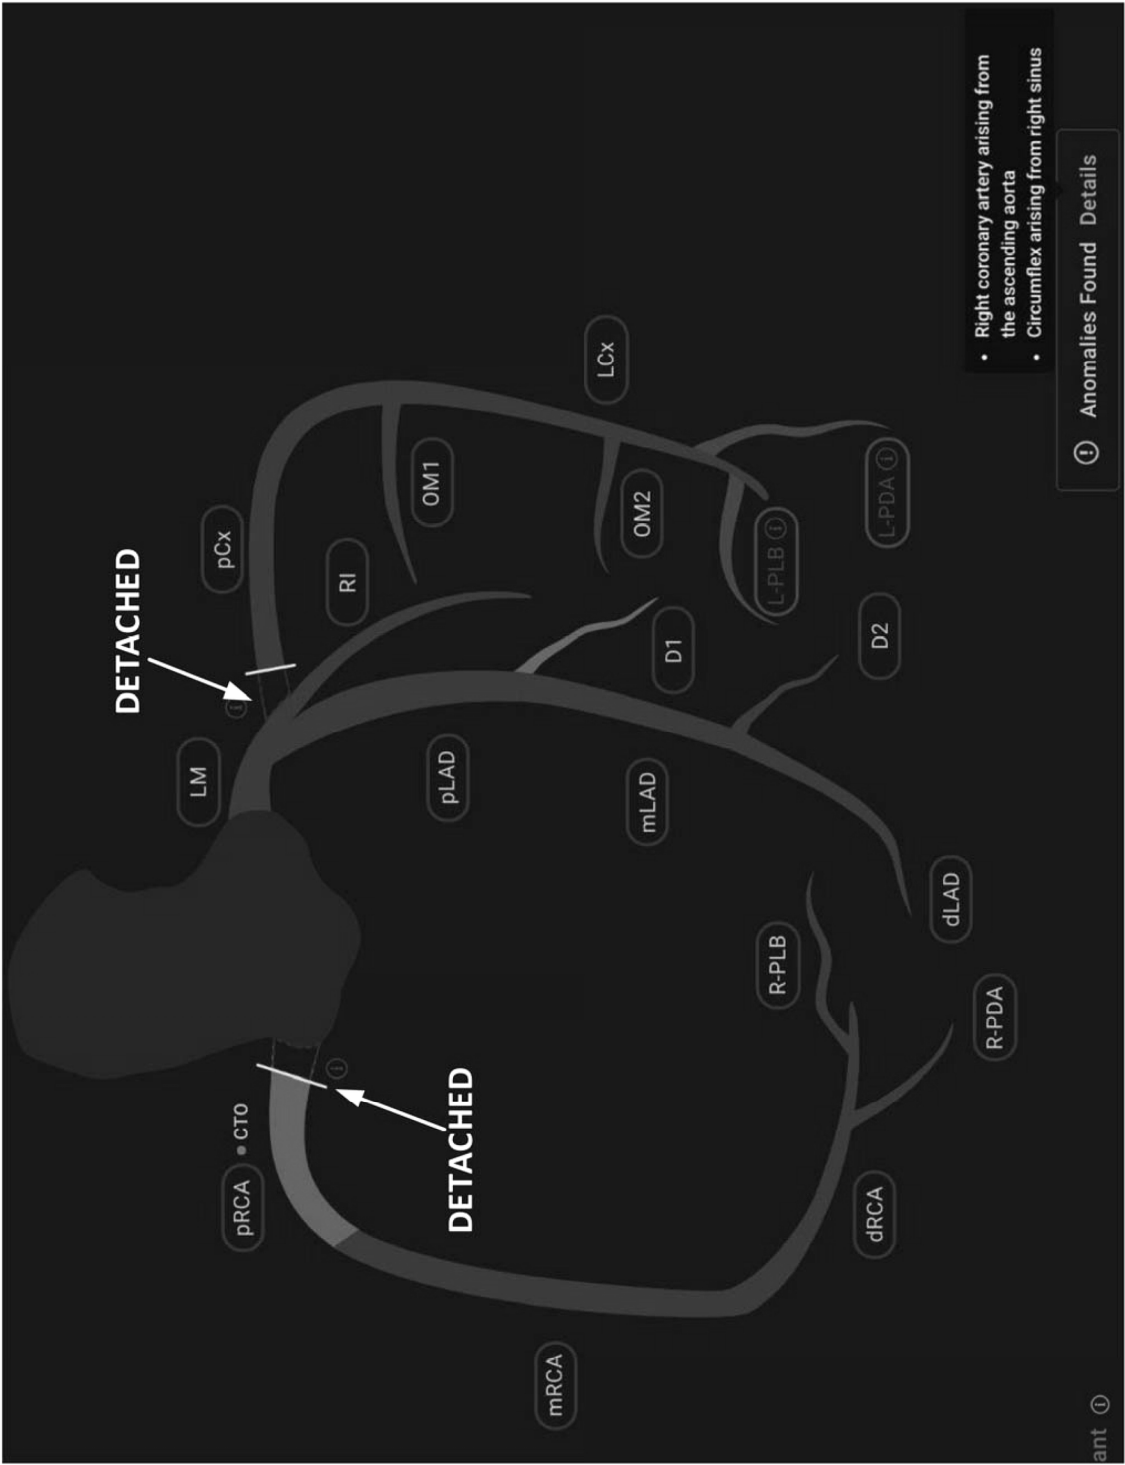 DETACHED
LM
pCx
pRCA • CTO
RI
OM1
pLAD
DETACHED
mRCA
LCx
OM2
mLAD
D1
R-PLB
L-PLB
dRCA
D2
L-PDA
dLAD
R-PDA
• Right coronary artery arising from
the ascending aorta
• Circumflex arising from right sinus
Anomalies Found Details
ant